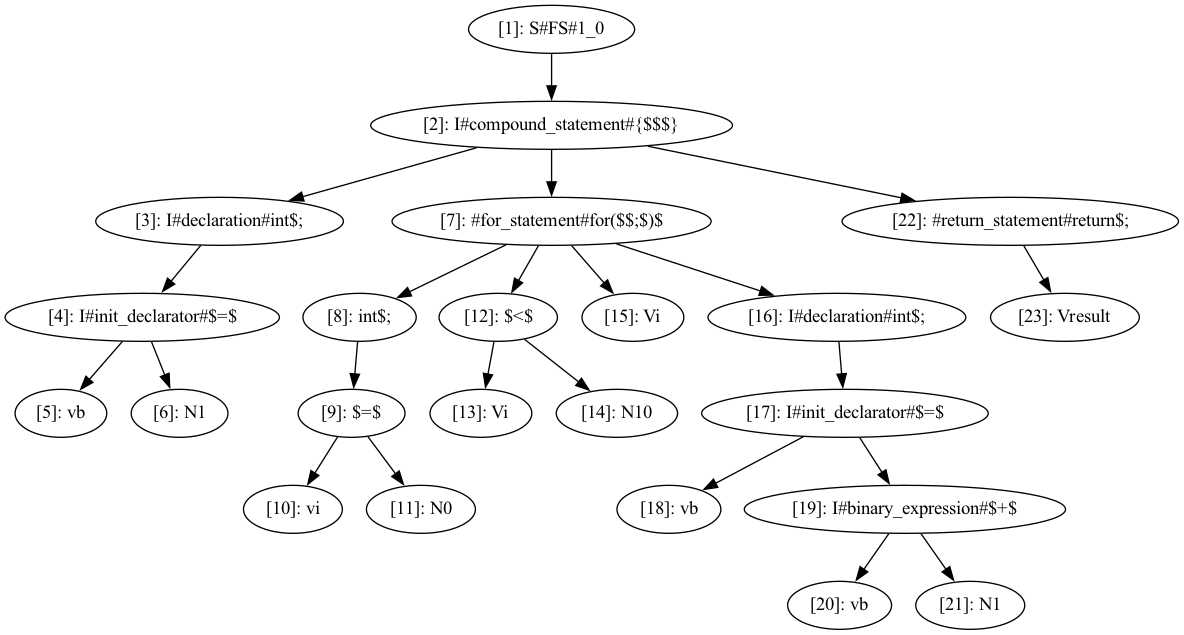 [1]: S#FS#1_0
[2]: I#compound_statement#{$$$}
[3]: I#declaration#int$;
[7]: #for_statement#for($$;$)$
[22]: #return_statement#return$;
[4]: I#init_declarator#$=$
[8]: int$;
[12]: $<$
[15]: Vi
[16]: I#declaration#int$;
[23]: Vresult
[5]: vb
[6]: N1
[9]: $=$
[13]: Vi
[14]: N10
[17]: I#init_declarator#$=$
[10]: vi
[11]: N0
[18]: vb
[19]: I#binary_expression#$+$
[20]: vb
[21]: N1